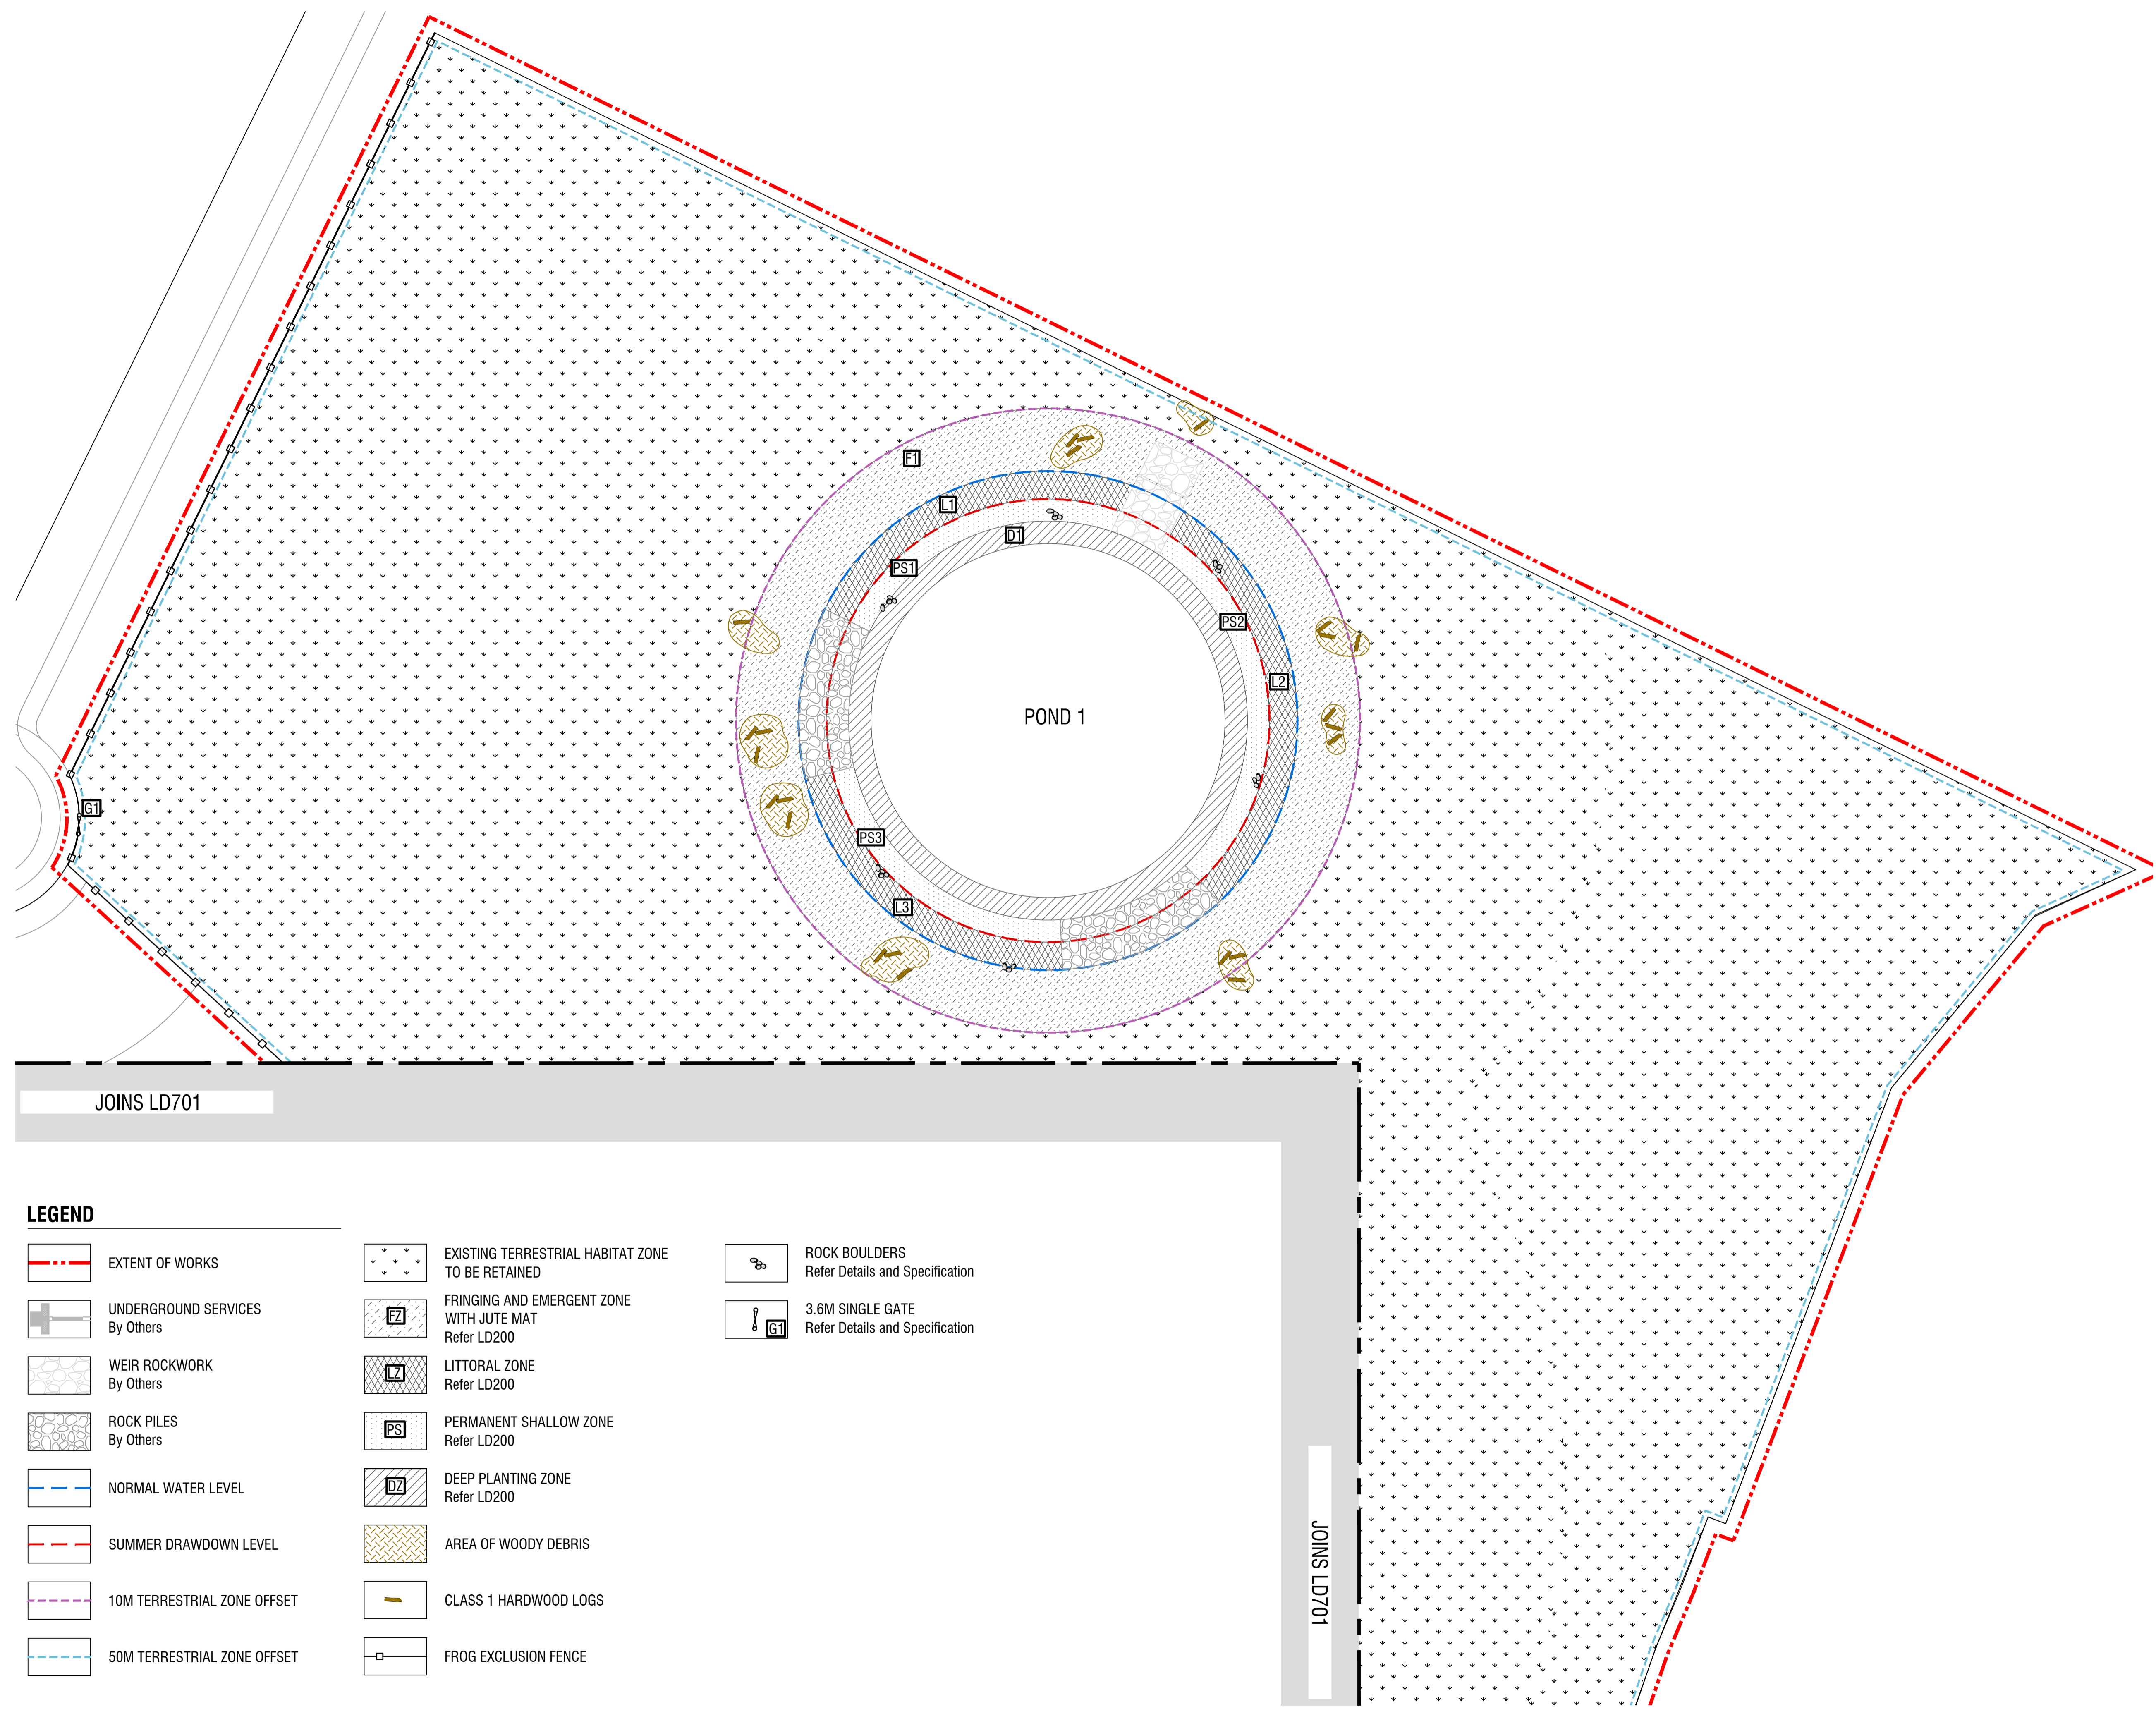 F1
L1
D1
PS1
PS2
L2
POND 1
G1
PS3
L3
JOINS LD701
JOINS LD701
LEGEND
EXTENT OF WORKS
UNDERGROUND SERVICES
By Others
WEIR ROCKWORK
By Others
ROCK PILES
By Others
NORMAL WATER LEVEL
SUMMER DRAWDOWN LEVEL
10M TERRESTRIAL ZONE OFFSET
50M TERRESTRIAL ZONE OFFSET
EXISTING TERRESTRIAL HABITAT ZONE
TO BE RETAINED
FZ
FRINGING AND EMERGENT ZONE
WITH JUTE MAT
Refer LD200
LZ
LITTORAL ZONE
Refer LD200
PS
PERMANENT SHALLOW ZONE
Refer LD200
DZ
DEEP PLANTING ZONE
Refer LD200
AREA OF WOODY DEBRIS
CLASS 1 HARDWOOD LOGS
FROG EXCLUSION FENCE
ROCK BOULDERS
Refer Details and Specification
G1
3.6M SINGLE GATE
Refer Details and Specification